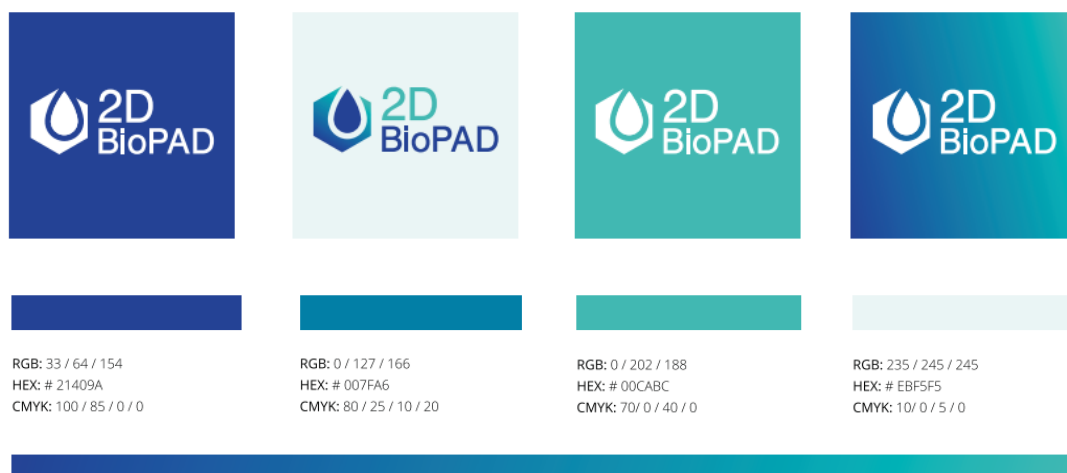 2D
BioPAD
2D
BioPAD
2D
BioPAD
2D
BioPAD
RGB: 33 / 64 / 154
HEX: # 21409A
CMYK: 100 / 85 / 0 / 0
RGB: 0 / 127 / 166
HEX: # 007FA6
CMYK: 80 / 25 / 10 / 20
RGB: 0 / 202 / 188
HEX: # 00CABC
CMYK: 70/ 0 / 40 / 0
RGB: 235 / 245 / 245
HEX: # EBF5F5
CMYK: 10/ 0 / 5 / 0